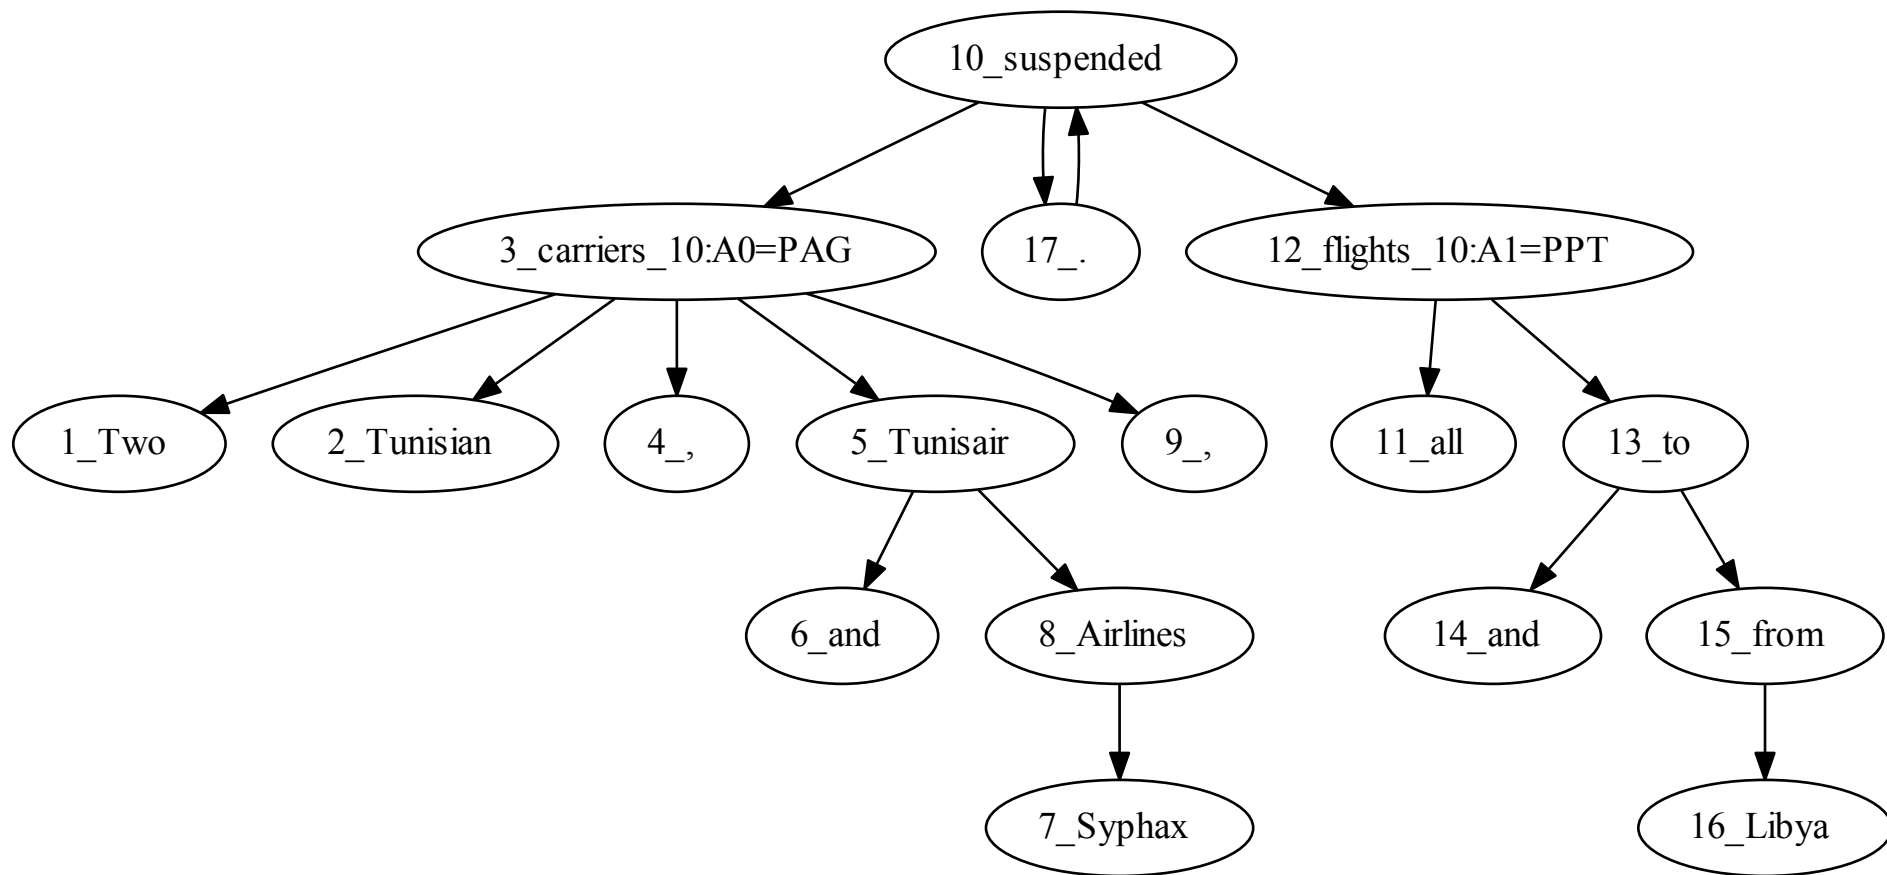 10_suspended
3_carriers_10:A0=PAG
17_.
12_flights_10:A1=PPT
1_Two
2_Tunisian
4_,
5_Tunisair
9_,
11_all
13_to
6_and
8_Airlines
14_and
15_from
7_Syphax
16_Libya